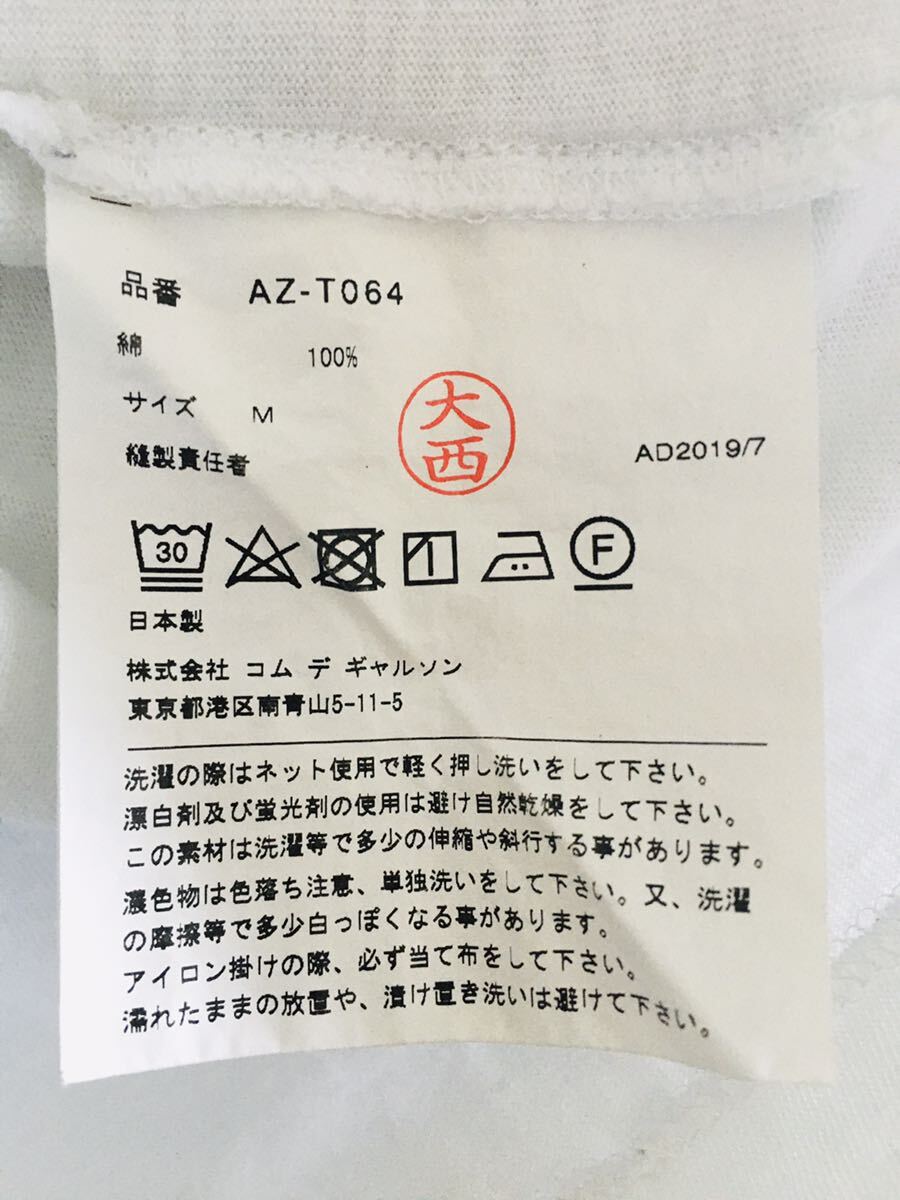 品番 AZ-T064
綿 100%
サイズ M
縫製責任者 大西 AD2019/7
30 F
日本製
株式会社 コム デ ギャルソン
東京都港区南青山5-11-5
洗濯の際はネット使用で軽く押し洗いをして下さい。
漂白剤及び蛍光剤の使用は避け自然乾燥をして下さい。
この素材は洗濯等で多少の伸縮や斜行する事があります。
濃色物は色落ち注意、単独洗いをして下さい。又、洗濯
の摩擦等で多少白っぽくなる事があります。
アイロン掛けの際、必ず当て布をして下さい。
濡れたままの放置や、漬け置き洗いは避けて下さい。